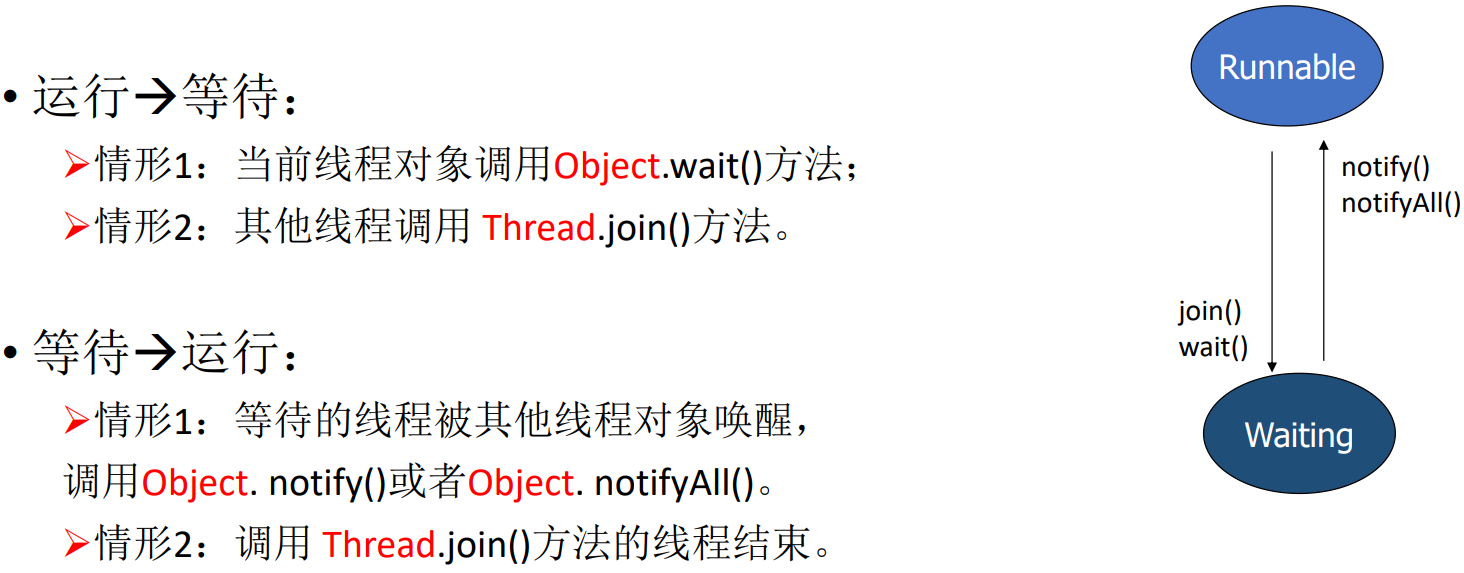 • 运行→等待：
➢情形1：当前线程对象调用Object.wait()方法；
➢情形2：其他线程调用 Thread.join()方法。
• 等待→运行：
➢情形1：等待的线程被其他线程对象唤醒，
调用Object. notify()或者Object. notifyAll()。
➢情形2：调用 Thread.join()方法的线程结束。
Runnable
notify()
notifyAll()
join()
wait()
Waiting